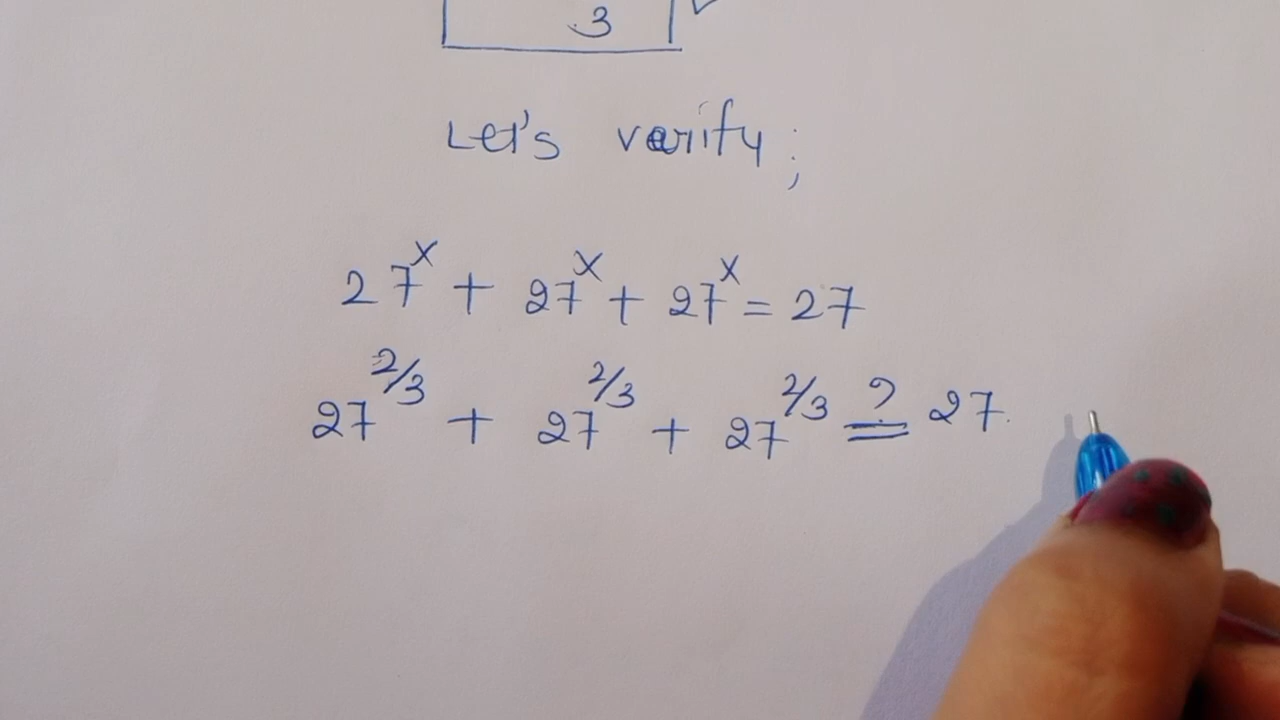 3
Let's verify;
27^x + 27^x + 27^x = 27
27^2/3 + 27^2/3 + 27^2/3 ?= 27.